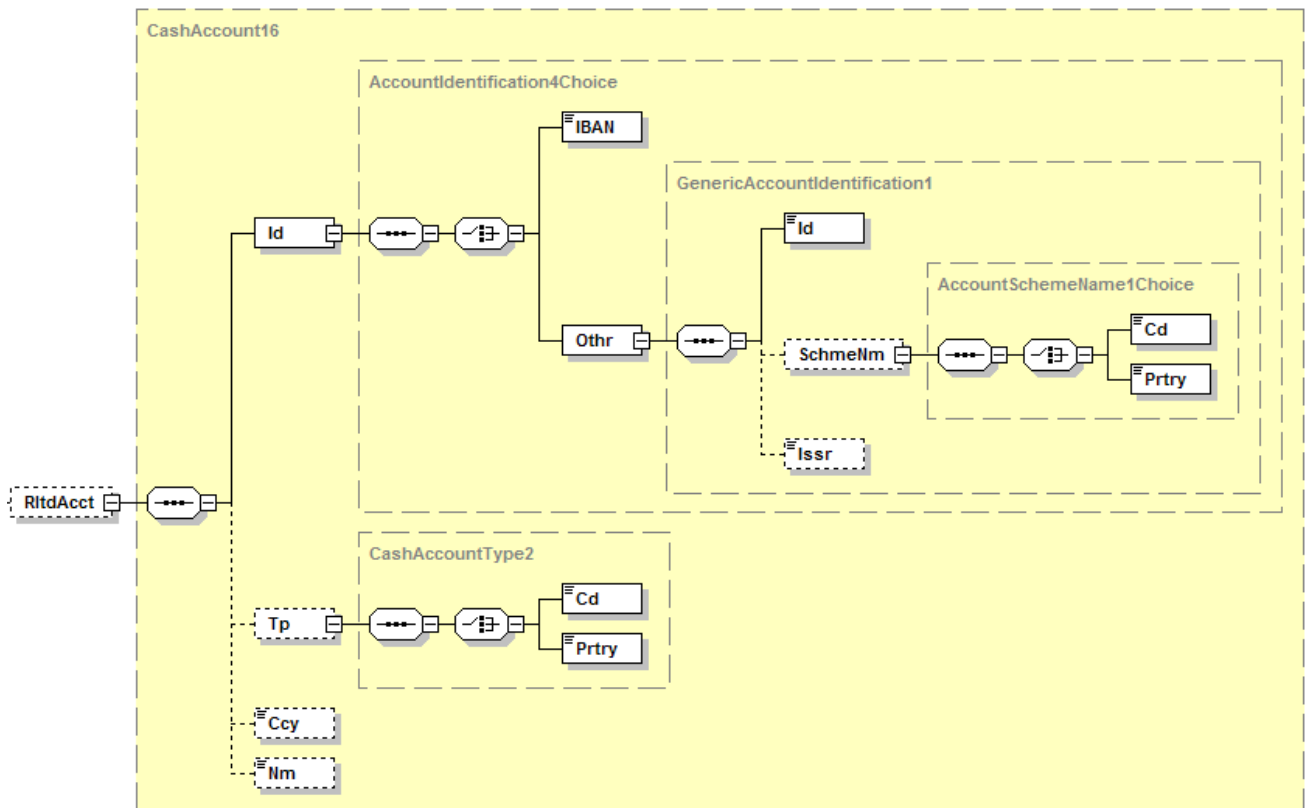 CashAccount16
AccountIdentification4Choice
IBAN
GenericAccountIdentification1
Id
Id
AccountSchemeName1Choice
Cd
Othr
SchmeNm
Prtry
Issr
RltdAcct
CashAccountType2
Cd
Tp
Prtry
Ccy
Nm